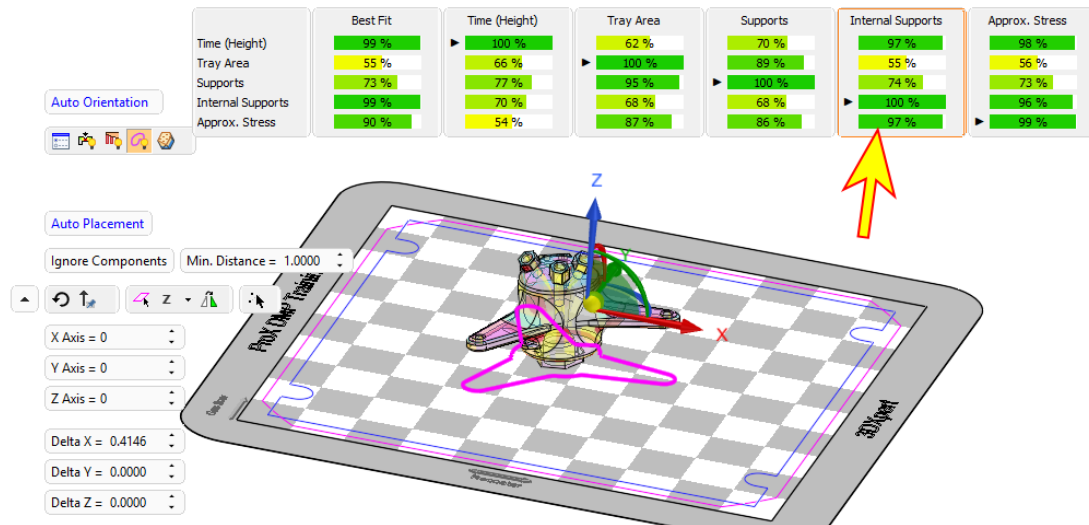 Best Fit Time (Height) Tray Area Supports Internal Supports Approx. Stress
Time (Height) 99 % 100 % 62 % 70 % 97 % 98 %
Tray Area 55 % 66 % 100 % 89 % 55 % 56 %
Supports 73 % 77 % 95 % 100 % 74 % 73 %
Internal Supports 99 % 70 % 68 % 68 % 100 % 96 %
Approx. Stress 90 % 54 % 87 % 86 % 97 % 99 %
Auto Orientation
Auto Placement
Ignore Components Min. Distance = 1.0000
Z
X Axis = 0
Y Axis = 0
Z Axis = 0
Delta X = 0.4146
Delta Y = 0.0000
Delta Z = 0.0000
Z
Y
X
ProX DMP Training
3DXpert
Recoater